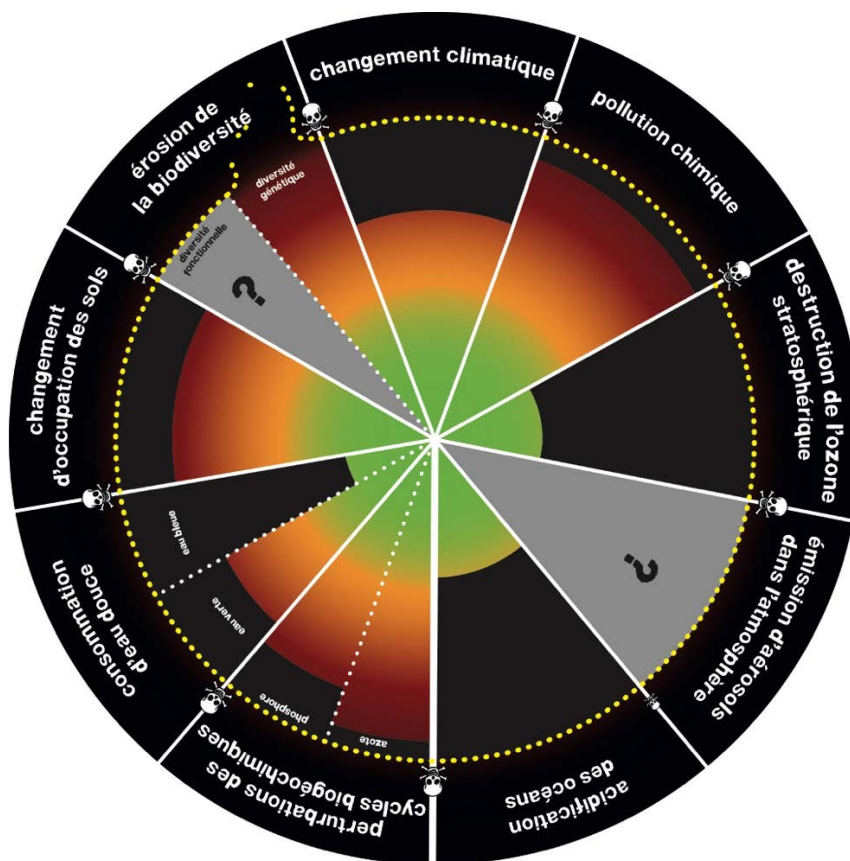 changement climatique
pollution chimique
destruction de l'ozone
stratosphérique
émission d'aérosols
dans l'atmosphère
?
acidification
des océans
perturbations des
cycles biogéochimiques
azote
phosphore
consommation
d'eau douce
eau verte
eau bleue
changement
d'occupation des sols
érosion de
la biodiversité
diversité
fonctionnelle
?
diversité
génétique